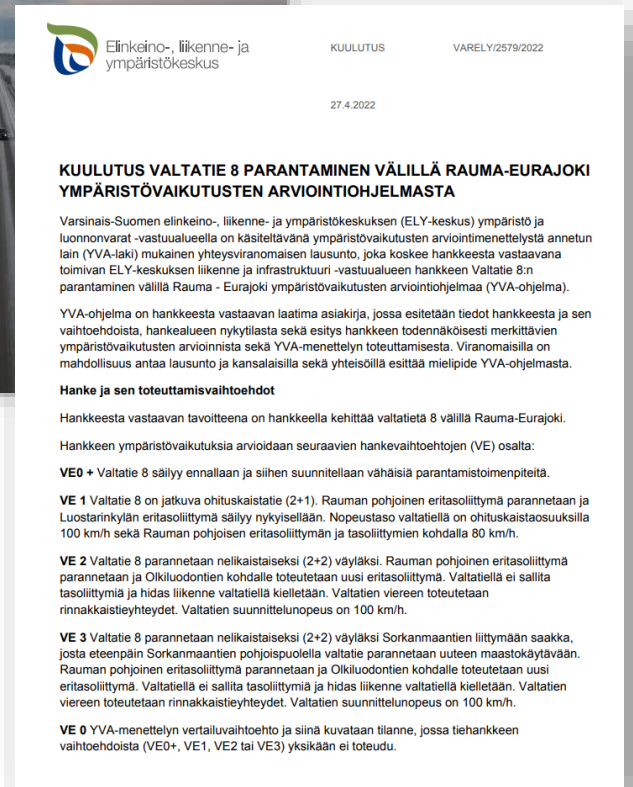 Elinkeino-, liikenne- ja
ympäristökeskus
KUULUTUS
VARELY/2579/2022
27.4.2022
KUULUTUS VALTATIE 8 PARANTAMINEN VÄLILLÄ RAUMA-EURAJOKI
YMPÄRISTÖVAIKUTUSTEN ARVIOINTIOHJELMASTA
Varsinais-Suomen elinkeino-, liikenne- ja ympäristökeskuksen (ELY-keskus) ympäristö ja
luonnonvarat -vastuualueella on käsiteltävänä ympäristövaikutusten arviointimenettelystä annetun
lain (YVA-laki) mukainen yhteysviranomaisen lausunto, joka koskee hankkeesta vastaavana
toimivan ELY-keskuksen liikenne ja infrastruktuuri -vastuualueen hankkeen Valtatie 8:n
parantaminen välillä Rauma - Eurajoki ympäristövaikutusten arviointiohjelmaa (YVA-ohjelma).
YVA-ohjelma on hankkeesta vastaavan laatima asiakirja, jossa esitetään tiedot hankkeesta ja sen
vaihtoehdoista, hankealueen nykytilasta sekä esitys hankkeen todennäköisesti merkittävien
ympäristövaikutusten arvioinnista sekä YVA-menettelyn toteuttamisesta. Viranomaisilla on
mahdollisuus antaa lausunto ja kansalaisilla sekä yhteisöillä esittää mielipide YVA-ohjelmasta.
Hanke ja sen toteuttamisvaihtoehdot
Hankkeesta vastaavan tavoitteena on hankkeella kehittää valtatietä 8 välillä Rauma-Eurajoki.
Hankkeen ympäristövaikutuksia arvioidaan seuraavien hankevaihtoehtojen (VE) osalta:
VE0 + Valtatie 8 säilyy ennallaan ja siihen suunnitellaan vähäisiä parantamistoimenpiteitä.
VE 1 Valtatie 8 on jatkuva ohituskaistatie (2+1). Rauman pohjoinen eritasoliittymä parannetaan ja
Luostarinkylän eritasoliittymä säilyy nykyisellään. Nopeustaso valtatiellä on ohituskaistaosuuksilla
100 km/h sekä Rauman pohjoisen eritasoliittymän ja tasoliittymien kohdalla 80 km/h.
VE 2 Valtatie 8 parannetaan nelikaistaiseksi (2+2) väyläksi. Rauman pohjoinen eritasoliittymä
parannetaan ja Olkiluodontien kohdalle toteutetaan uusi eritasoliittymä. Valtatiellä ei sallita
tasoliittymiä ja hidas liikenne valtatiellä kielletään. Valtatien viereen toteutetaan
rinnakkaistieyhteydet. Valtatien suunnittelunopeus on 100 km/h.
VE 3 Valtatie 8 parannetaan nelikaistaiseksi (2+2) väyläksi Sorkanmaantien liittymään saakka,
josta eteenpäin Sorkanmaantien pohjoispuolella valtatie parannetaan uuteen maastokäytävään.
Rauman pohjoinen eritasoliittymä parannetaan ja Olkiluodontien kohdalle toteutetaan uusi
eritasoliittymä. Valtatiellä ei sallita tasoliittymiä ja hidas liikenne valtatiellä kielletään. Valtatien
viereen toteutetaan rinnakkaistieyhteydet. Valtatien suunnittelunopeus on 100 km/h.
VE 0 YVA-menettelyn vertailuvaihtoehto ja siinä kuvataan tilanne, jossa tiehankkeen
vaihtoehdoista (VE0+, VE1, VE2 tai VE3) yksikään ei toteudu.